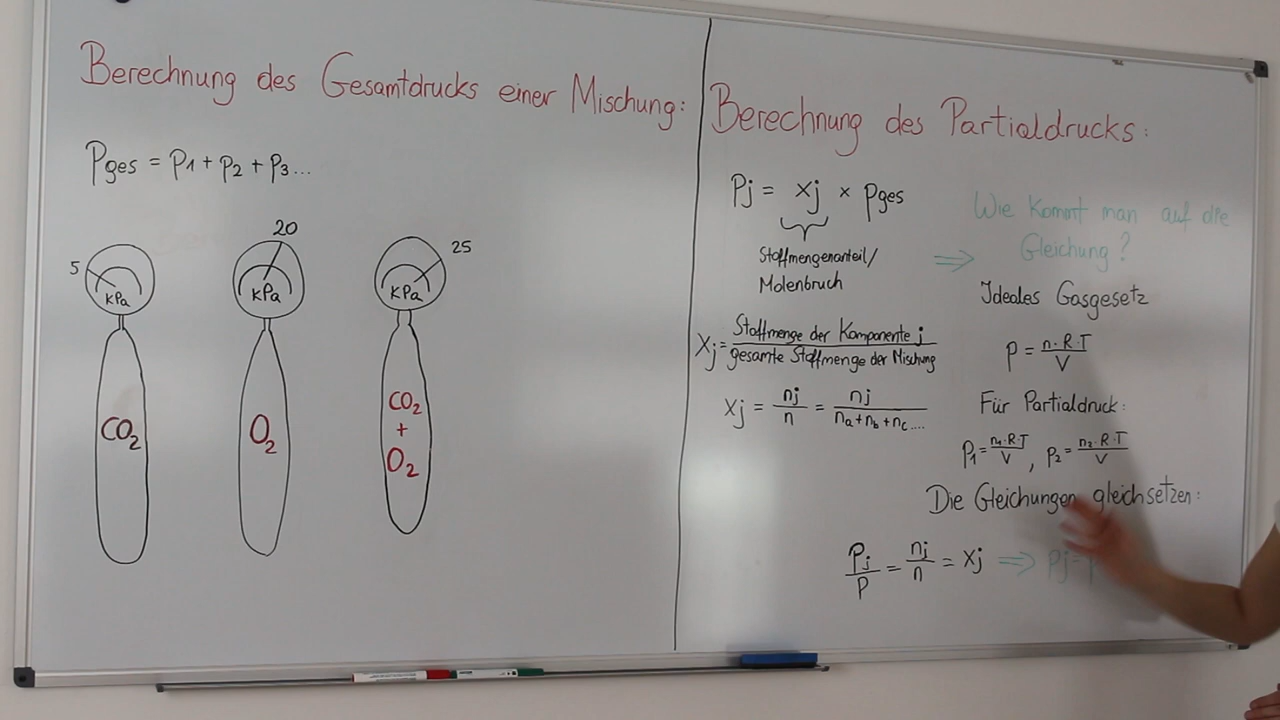 Berechnung des Gesamtdrucks einer Mischung:
Pges = P1 + P2 + P3...
5
kPa
CO2
20
kPa
O2
25
kPa
CO2
+
O2
Berechnung des Partialdrucks:
Pj = xj × Pges
Stoffmengenanteil/
Molenbruch
Xj = Stoffmenge der Komponente j
gesamte Stoffmenge der Mischung
Xj = nj/n = nj/(na+nb+nc....
⇒ Wie kommt man auf die
Gleichung?
Ideales Gasgesetz
P = n·R·T/V
Für Partialdruck:
P1 = n1·R·T/V , P2 = n2·R·T/V
Die Gleichungen gleichsetzen:
Pj/P = nj/n = Xj ⇒ Pj =